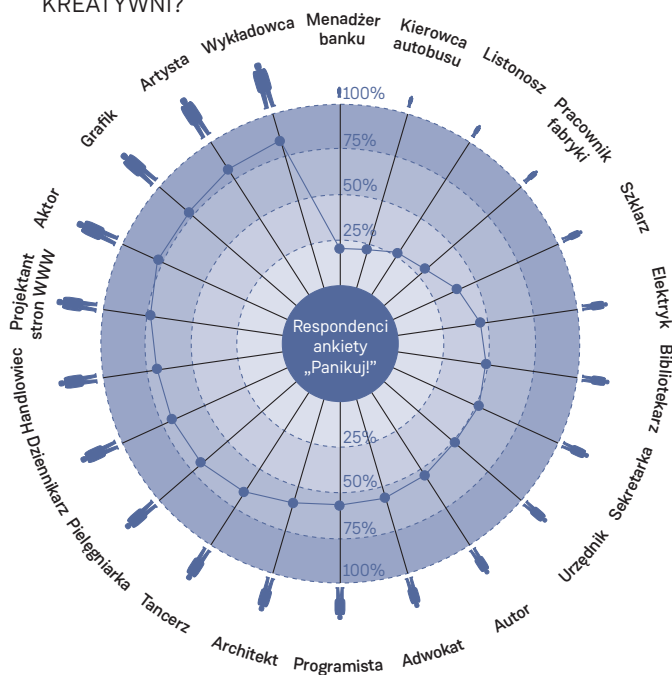 KREATYWNI?
Menadżer
banku
Kierowca
autobusu
Listonosz
Pracownik
fabryki
Szklarz
Elektryk
Bibliotekarz
Sekretarka
Urzędnik
Autor
Adwokat
Programista
Architekt
Tancerz
Pielęgniarka
Dziennikarz
Handlowiec
Projektant
stron WWW
Aktor
Grafik
Artysta
Wykładowca
100%
75%
50%
25%
Respondenci
ankiety
„Panikuj!”
25%
50%
75%
100%